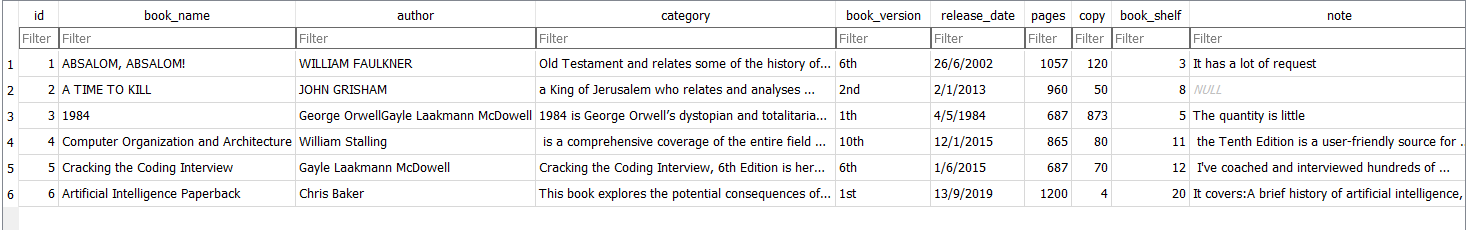 id book_name author category book_version release_date pages copy book_shelf note
Filter Filter Filter Filter Filter Filter Filter Filter Filter Filter
1 1 ABSALOM, ABSALOM! WILLIAM FAULKNER Old Testament and relates some of the history of... 6th 26/6/2002 1057 120 3 It has a lot of request
2 2 A TIME TO KILL JOHN GRISHAM a King of Jerusalem who relates and analyses ... 2nd 2/1/2013 960 50 8 NULL
3 3 1984 George OrwellGayle Laakmann McDowell 1984 is George Orwell's dystopian and totalitaria... 1th 4/5/1984 687 873 5 The quantity is little
4 4 Computer Organization and Architecture William Stalling is a comprehensive coverage of the entire field ... 10th 12/1/2015 865 80 11 the Tenth Edition is a user-friendly source for ...
5 5 Cracking the Coding Interview Gayle Laakmann McDowell Cracking the Coding Interview, 6th Edition is her... 6th 1/6/2015 687 70 12 I've coached and interviewed hundreds of ...
6 6 Artificial Intelligence Paperback Chris Baker This book explores the potential consequences of... 1st 13/9/2019 1200 4 20 It covers:A brief history of artificial intelligence,